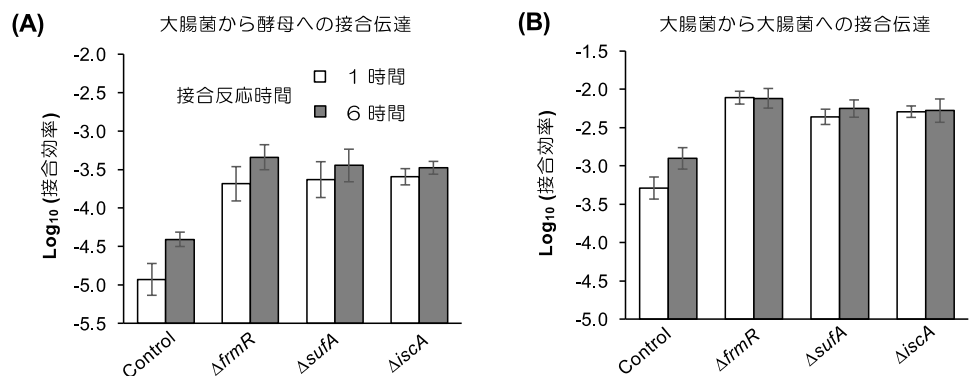 (A)
大腸菌から酵母への接合伝達
Log₁₀ (接合効率)
-2.0
-2.5
-3.0
-3.5
-4.0
-4.5
-5.0
-5.5
接合反応時間
1 時間
6 時間
Control
ΔfrmR
ΔsufA
ΔiscA
(B)
大腸菌から大腸菌への接合伝達
Log₁₀ (接合効率)
-1.5
-2.0
-2.5
-3.0
-3.5
-4.0
-4.5
-5.0
Control
ΔfrmR
ΔsufA
ΔiscA